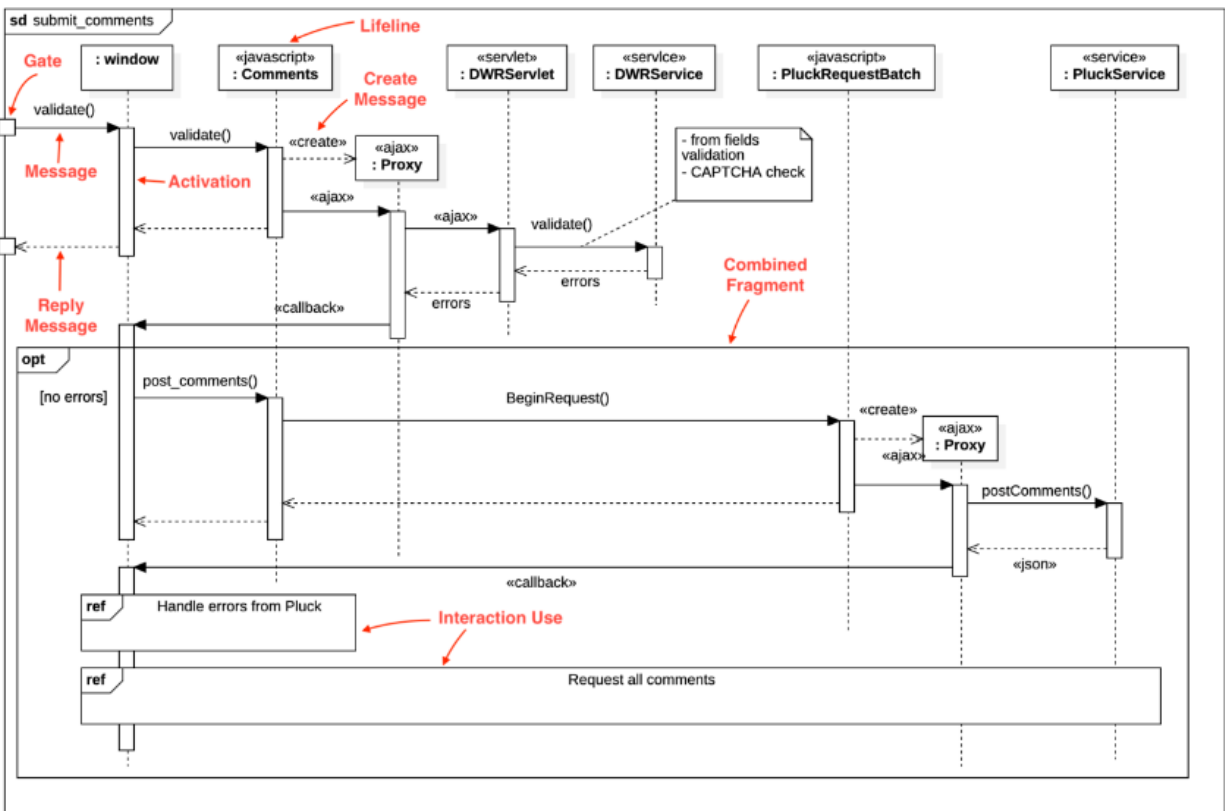 sd submit_comments
Lifeline
Gate
: window
«javascript»
: Comments
«servlet»
: DWRServlet
«servlce»
: DWRService
«javascript»
: PluckRequestBatch
«servlce»
: PluckService
Create
Message
validate()
validate()
«create»
«ajax»
: Proxy
- from fields
validation
- CAPTCHA check
Message
Activation
«ajax»
«ajax»
validate()
Combined
Fragment
errors
errors
Reply
Message
«callback»
opt
[no errors]
post_comments()
BeginRequest()
«create»
«ajax»
: Proxy
«ajax»
postComments()
«json»
«callback»
ref
Handle errors from Pluck
Interaction Use
ref
Request all comments